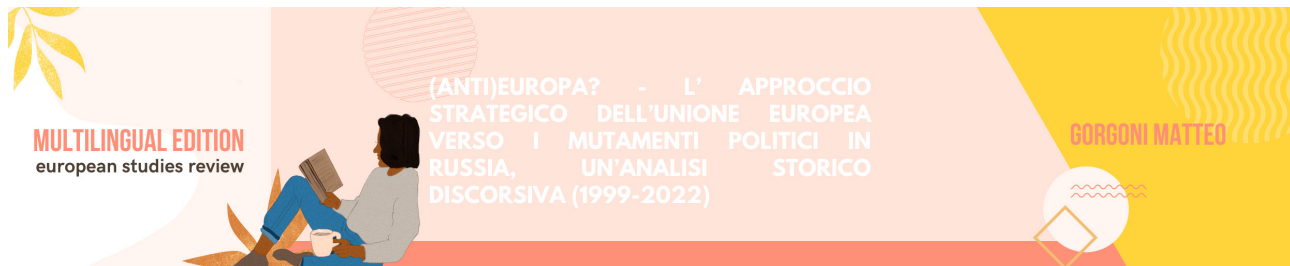 MULTILINGUAL EDITION
european studies review
(ANTI)EUROPA? - L' APPROCCIO
STRATEGICO DELL'UNIONE EUROPEA
VERSO I MUTAMENTI POLITICI IN
RUSSIA, UN'ANALISI STORICO
DISCORSIVA (1999-2022)
GORGONI MATTEO